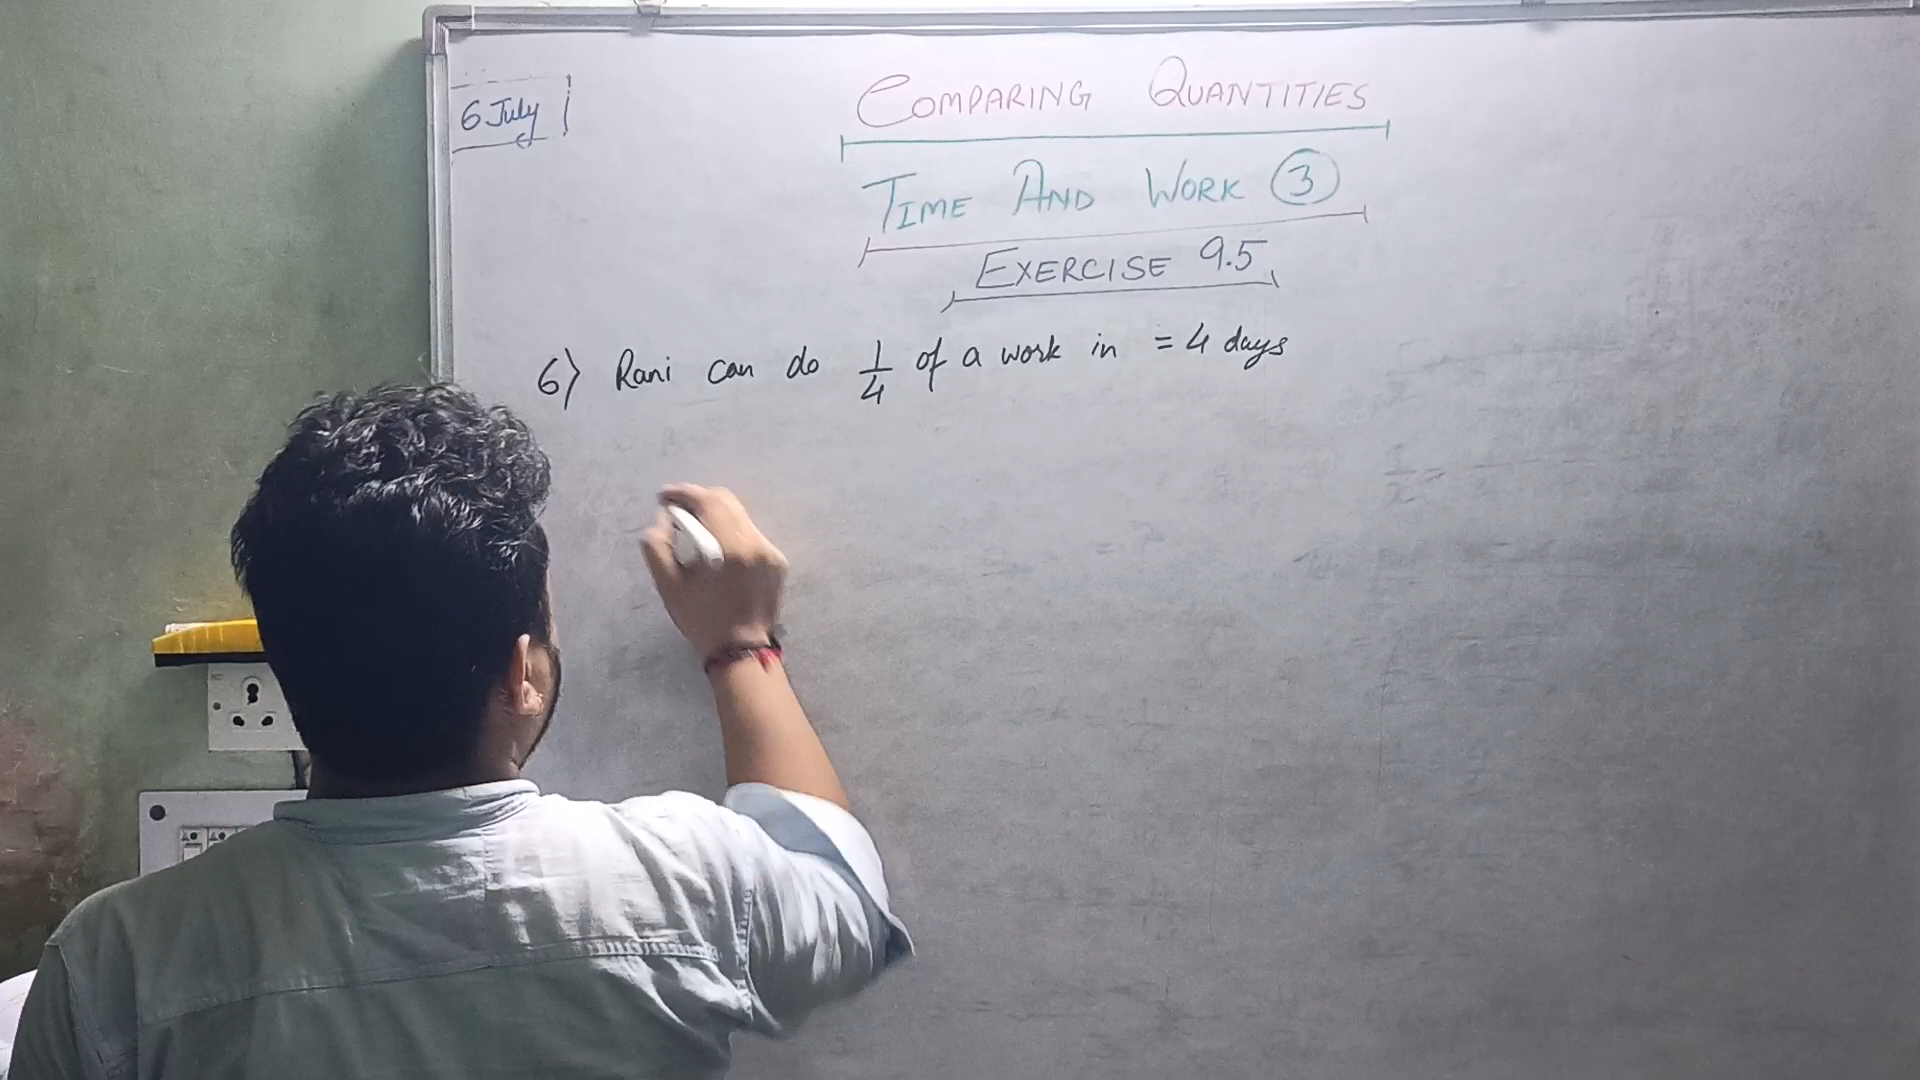 6 July
COMPARING QUANTITIES
TIME AND WORK 3
EXERCISE 9.5
6) Rani can do 1/4 of a work in = 4 days